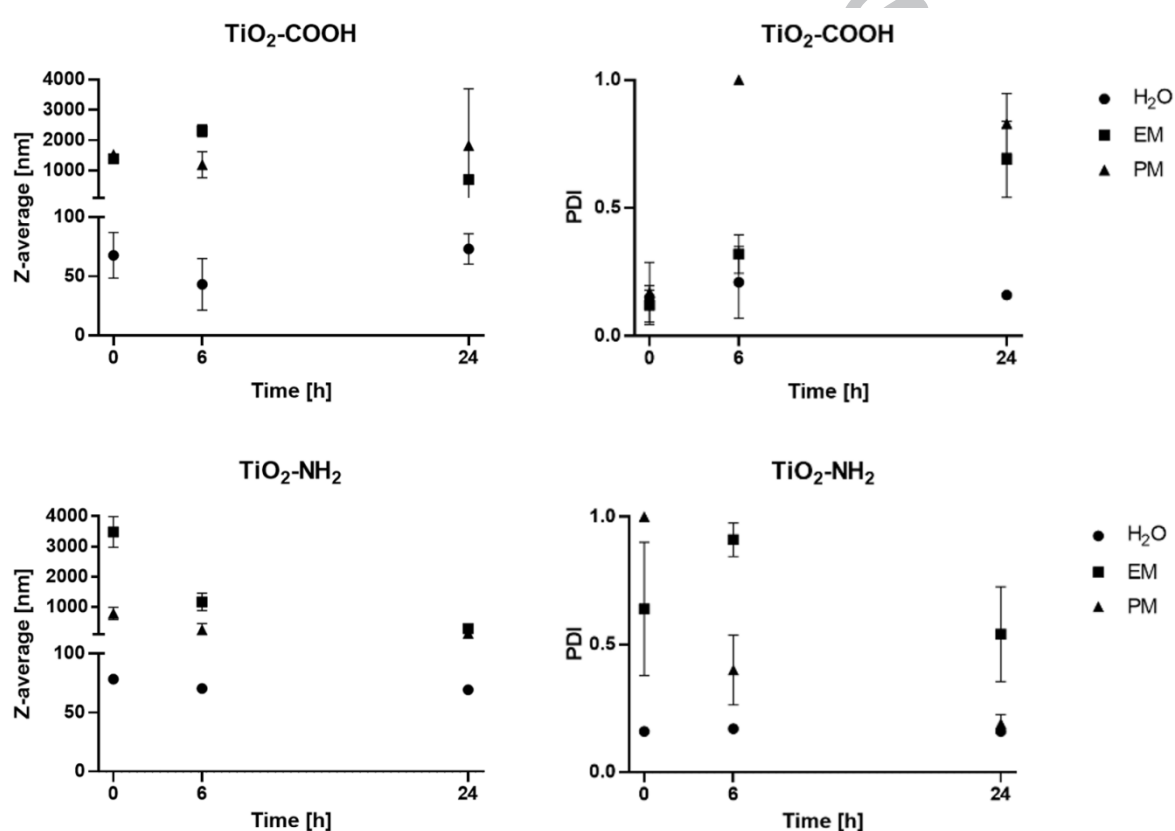 TiO₂-COOH
Z-average [nm]
4000
3000
2000
1000
100
50
0
0 6 24
Time [h]
TiO₂-COOH
PDI
1.0
0.5
0.0
0 6 24
Time [h]
H₂O
EM
PM
TiO₂-NH₂
Z-average [nm]
4000
3000
2000
1000
100
50
0
0 6 24
Time [h]
TiO₂-NH₂
PDI
1.0
0.5
0.0
0 6 24
Time [h]
H₂O
EM
PM